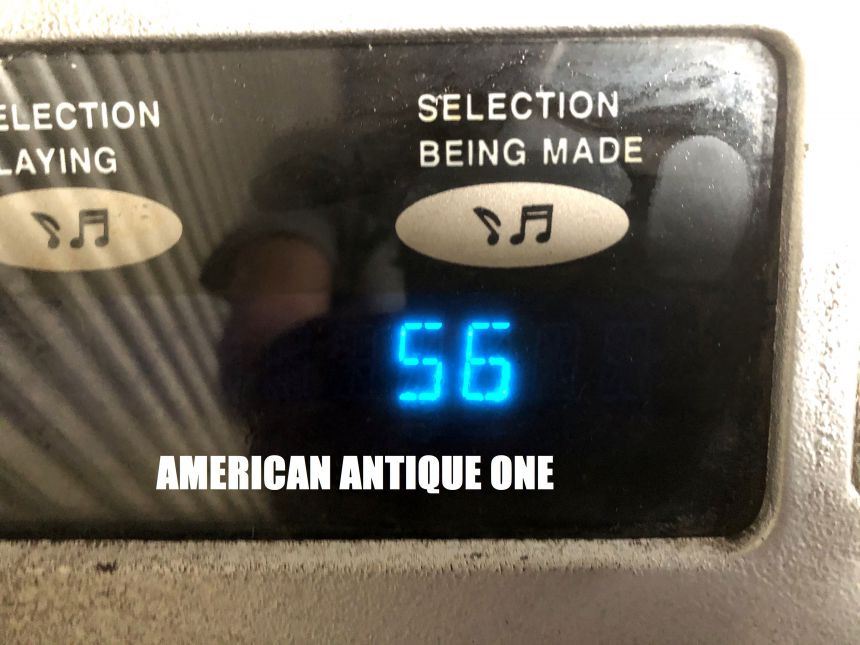 ELECTION
LAYING
SELECTION
BEING MADE
56
AMERICAN ANTIQUE ONE